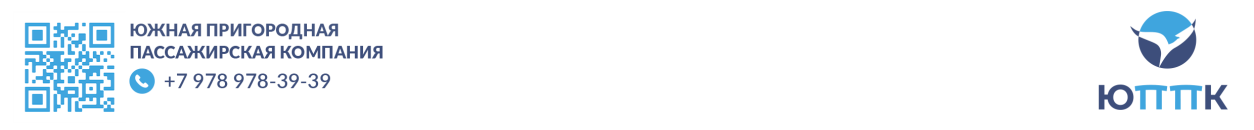 ЮЖНАЯ ПРИГОРОДНАЯ
ПАССАЖИРСКАЯ КОМПАНИЯ
+7 978 978-39-39
ЮППК